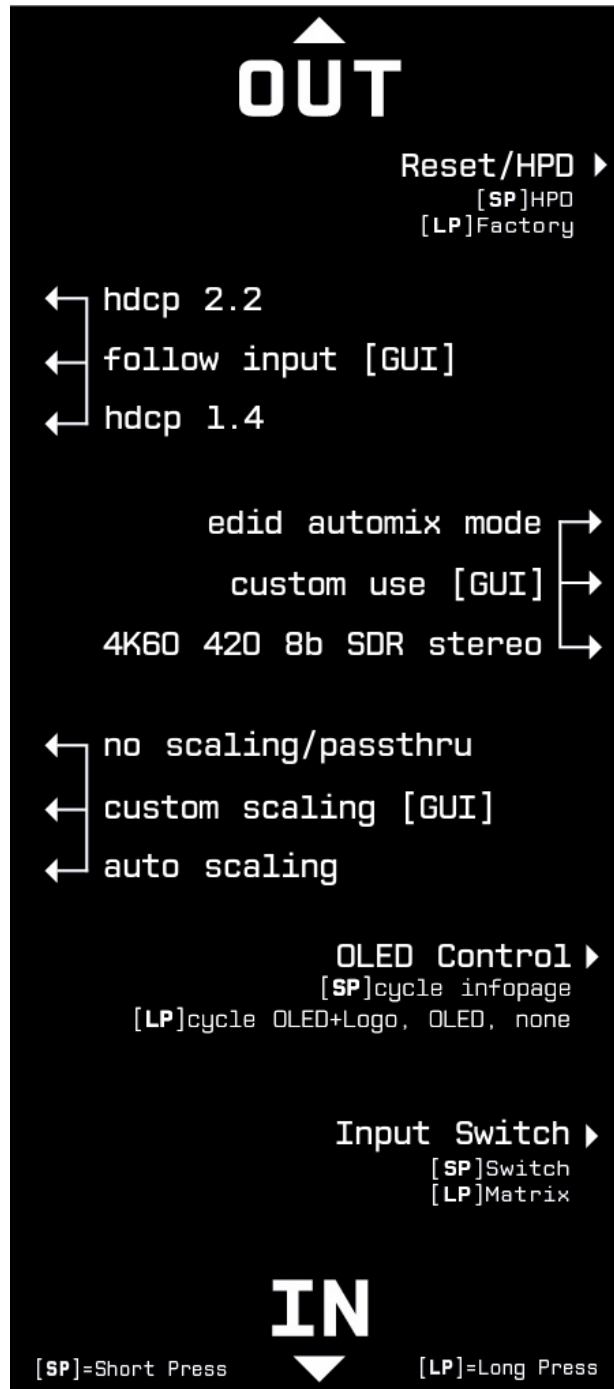 OUT
Reset/HPD
[SP]HPD
[LP]Factory
hdcp 2.2
follow input [GUI]
hdcp 1.4
edid automix mode
custom use [GUI]
4K60 420 8b SDR stereo
no scaling/passthru
custom scaling [GUI]
auto scaling
OLED Control
[SP]cycle infopage
[LP]cycle OLED+Logo, OLED, none
Input Switch
[SP]Switch
[LP]Matrix
IN
[SP]=Short Press [LP]=Long Press